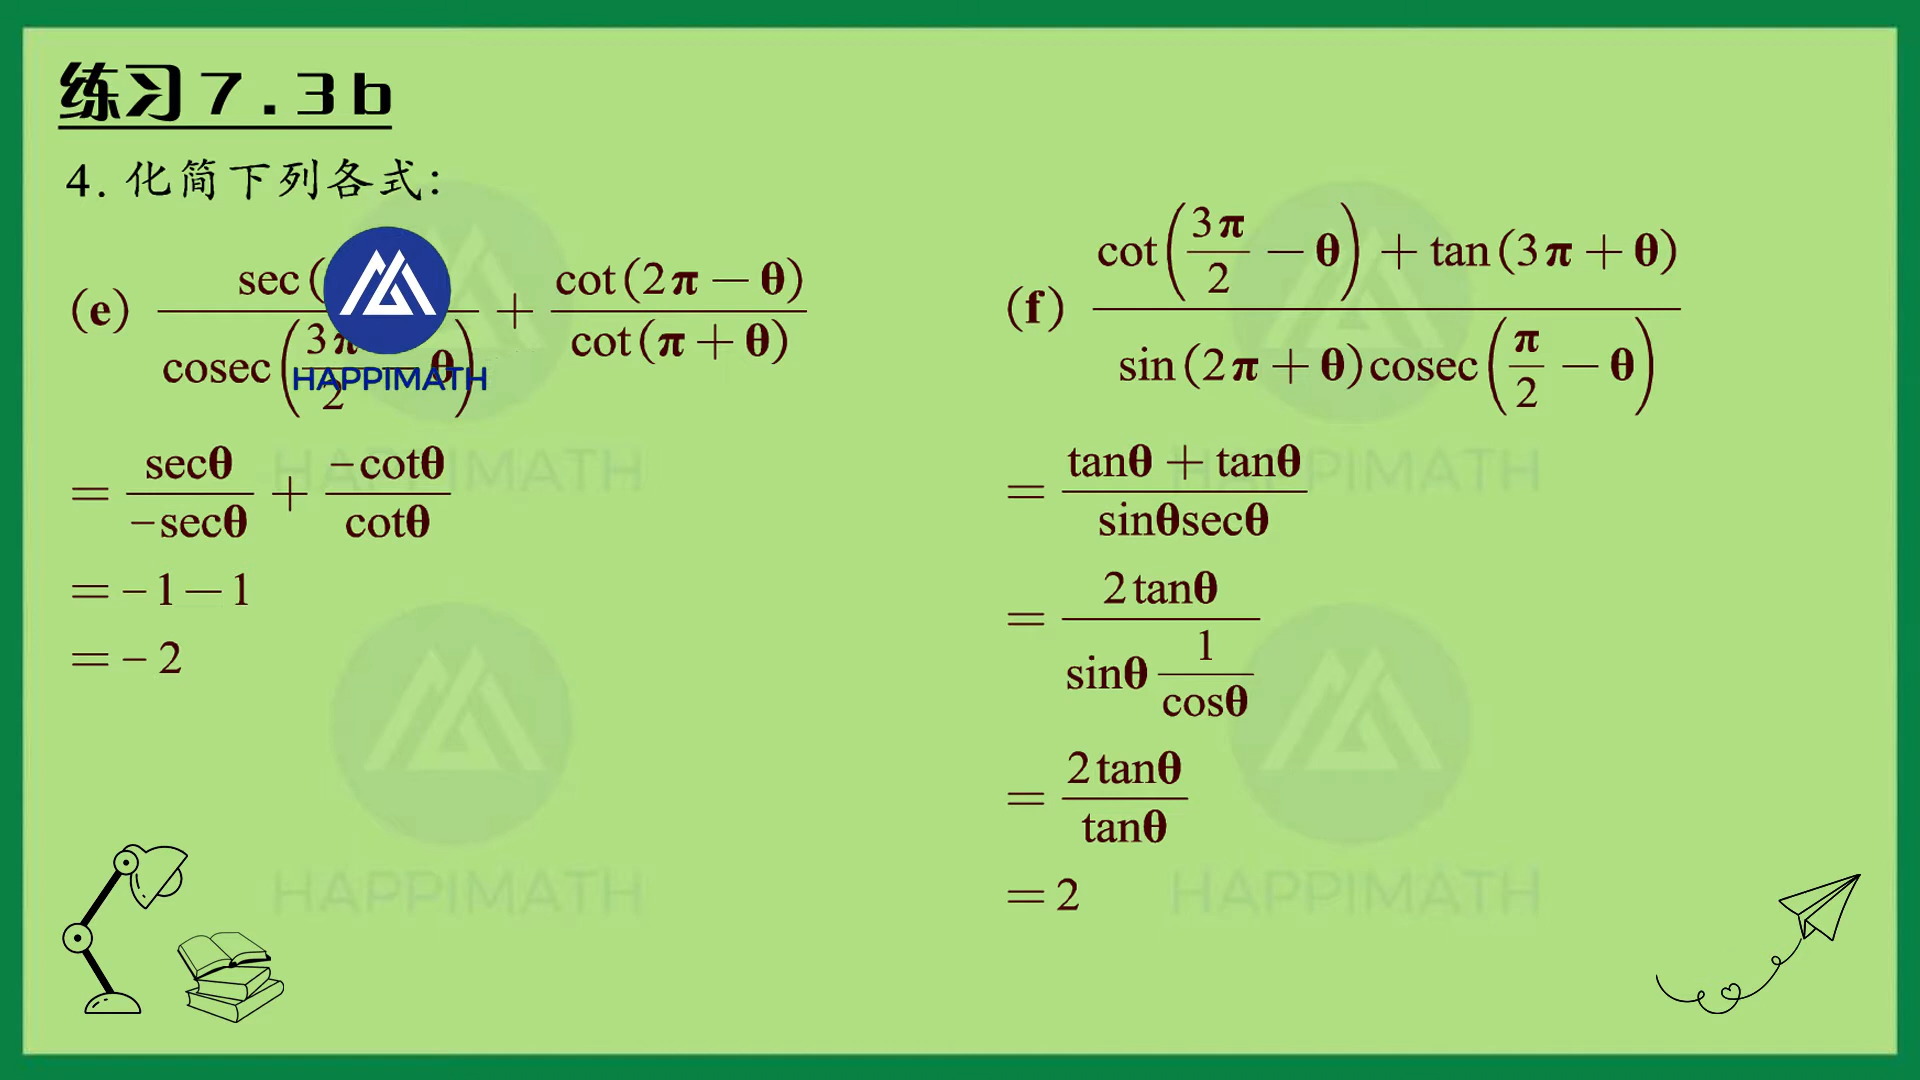 练习7.3b
4. 化简下列各式:
(e) sec( / cosec(3π/2 − θ) + cot(2π − θ) / cot(π + θ)
HAPPIMATH
= secθ / −secθ + −cotθ / cotθ
= −1 − 1
= −2
(f) cot(3π/2 − θ) + tan(3π + θ) / sin(2π + θ)cosec(π/2 − θ)
= tanθ + tanθ / sinθsecθ
= 2tanθ / sinθ 1/cosθ
= 2tanθ / tanθ
= 2
HAPPIMATH
HAPPIMATH
HAPPIMATH
HAPPIMATH